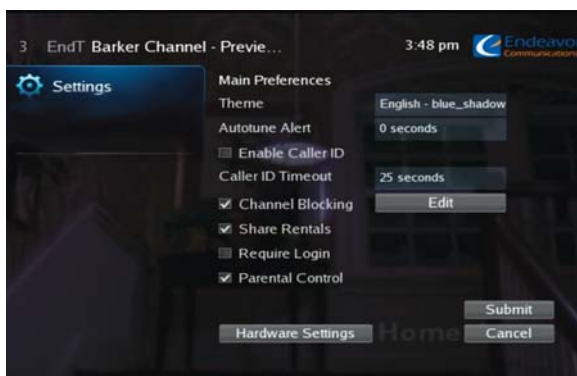 3 EndT Barker Channel - Previe...
3:48 pm
Endeavo
Communications
Settings
Main Preferences
Theme English - blue_shadow
Autotune Alert 0 seconds
Enable Caller ID
Caller ID Timeout 25 seconds
Channel Blocking Edit
Share Rentals
Require Login
Parental Control
Submit
Hardware Settings Home Cancel